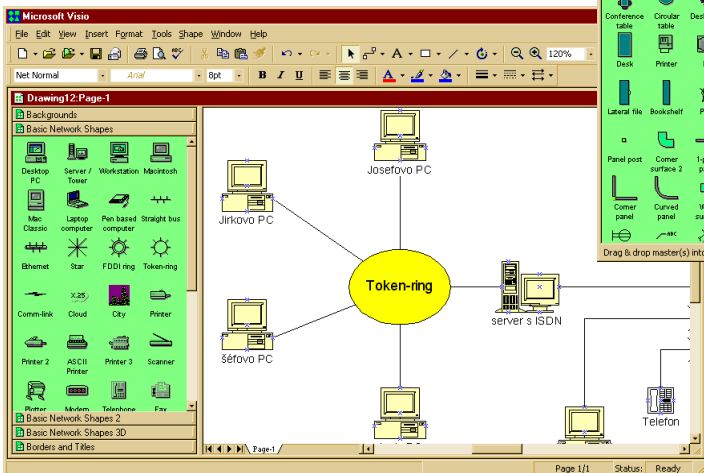 Microsoft Visio
File Edit View Insert Format Tools Shape Window Help
120%
Net Normal Arial 8pt B I U
Drawing12:Page-1
Backgrounds
Basic Network Shapes
Desktop PC
Server / Tower
Workstation
Macintosh
Mac Classic
Laptop computer
Pen based computer
Straight bus
Ethernet
Star
FDDI ring
Token-ring
Comm-link
X.25
Cloud
City
Printer
Printer 2
ASCII Printer
Printer 3
Scanner
Plotter
Modem
Telephone
Fax
Basic Network Shapes 2
Basic Network Shapes 3D
Borders and Titles
Josefovo PC
Jirkovo PC
Token-ring
server s ISDN
šéfovo PC
Telefon
Page-1
Conference table
Circular table
Desk
Printer
Lateral file
Bookshelf
Panel post
Corner surface 2
Corner panel
Curved panel
ABC
Drag & drop master(s) into
Page 1/1
Status: Ready